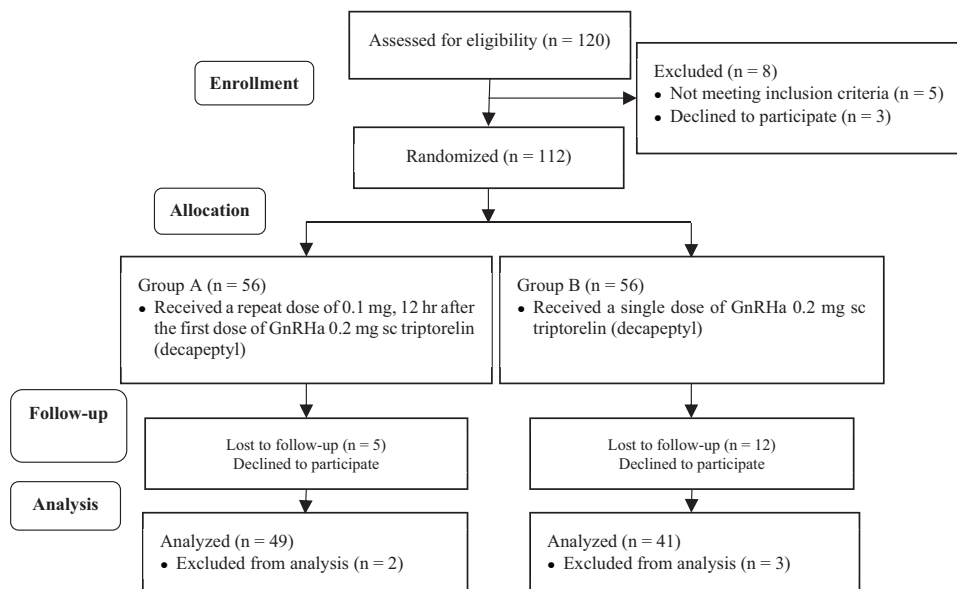 Assessed for eligibility (n = 120)
Enrollment
Excluded (n = 8)
• Not meeting inclusion criteria (n = 5)
• Declined to participate (n = 3)
Randomized (n = 112)
Allocation
Group A (n = 56)
• Received a repeat dose of 0.1 mg, 12 hr after
the first dose of GnRHa 0.2 mg sc triptorelin
(decapeptyl)
Group B (n = 56)
• Received a single dose of GnRHa 0.2 mg sc
triptorelin (decapeptyl)
Follow-up
Lost to follow-up (n = 5)
Declined to participate
Lost to follow-up (n = 12)
Declined to participate
Analysis
Analyzed (n = 49)
• Excluded from analysis (n = 2)
Analyzed (n = 41)
• Excluded from analysis (n = 3)